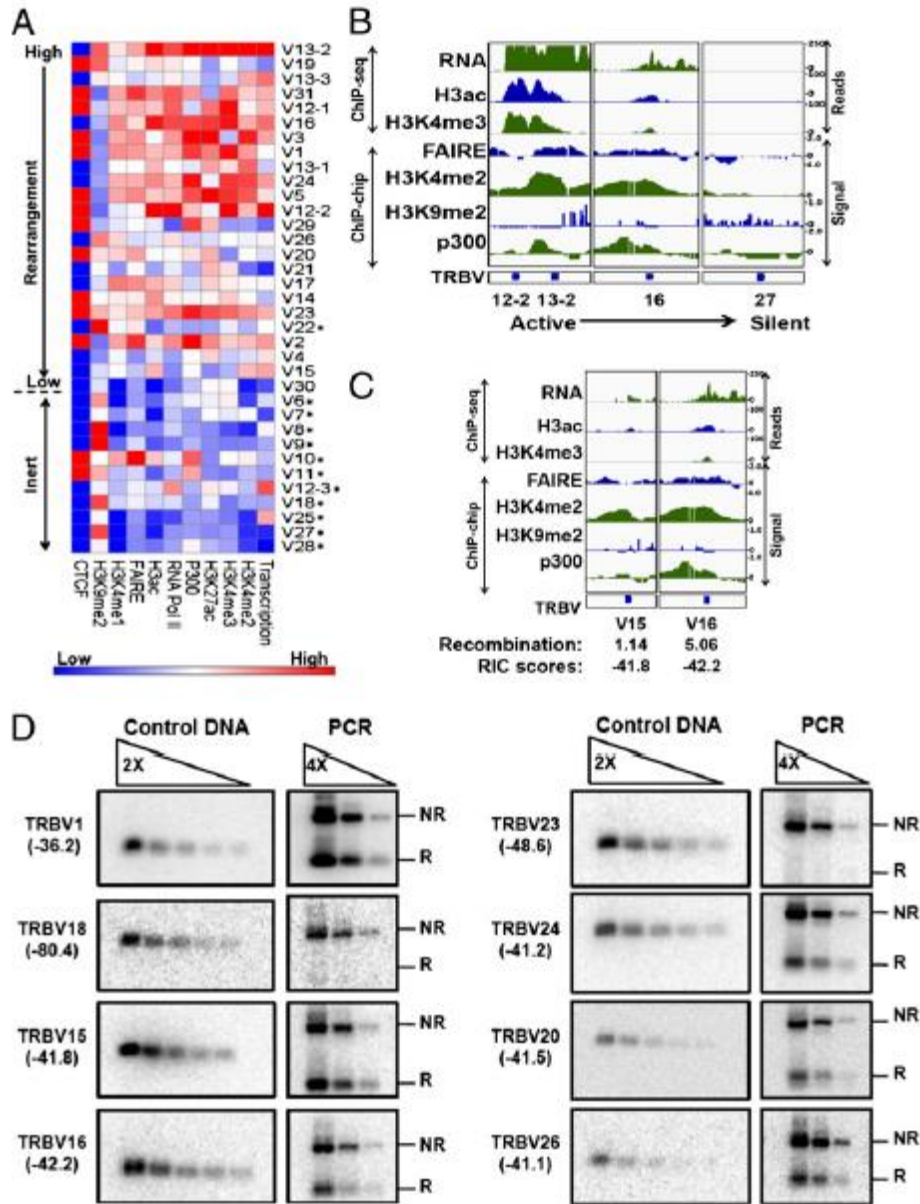 A
High
Rearrangement
Low
Inert
V13-2
V19
V13-3
V31
V12-1
V16
V3
V1
V13-1
V24
V5
V12-2
V29
V26
V20
V21
V17
V14
V23
V22*
V2
V4
V15
V30
V6*
V7*
V8*
V9*
V10*
V11*
V12-3*
V18*
V25*
V27*
V28*
CTCF
H3K9me2
H3K4me1
FAIRE
H3ac
RNA Pol II
P300
H3K27ac
H3K4me3
H3K4me2
Transcription
Low
High
B
ChIP-seq
ChIP-chip
RNA
H3ac
H3K4me3
FAIRE
H3K4me2
H3K9me2
p300
TRBV
Reads
Signal
12-2 13-2 16 27
Active Silent
C
ChIP-seq
ChIP-chip
RNA
H3ac
H3K4me3
FAIRE
H3K4me2
H3K9me2
p300
TRBV
Reads
Signal
V15 V16
Recombination: 1.14 5.06
RIC scores: -41.8 -42.2
D
Control DNA PCR
2X 4X
TRBV1
(-36.2)
NR
R
TRBV18
(-80.4)
NR
R
TRBV15
(-41.8)
NR
R
TRBV16
(-42.2)
NR
R
Control DNA PCR
2X 4X
TRBV23
(-48.6)
NR
R
TRBV24
(-41.2)
NR
R
TRBV20
(-41.5)
NR
R
TRBV26
(-41.1)
NR
R